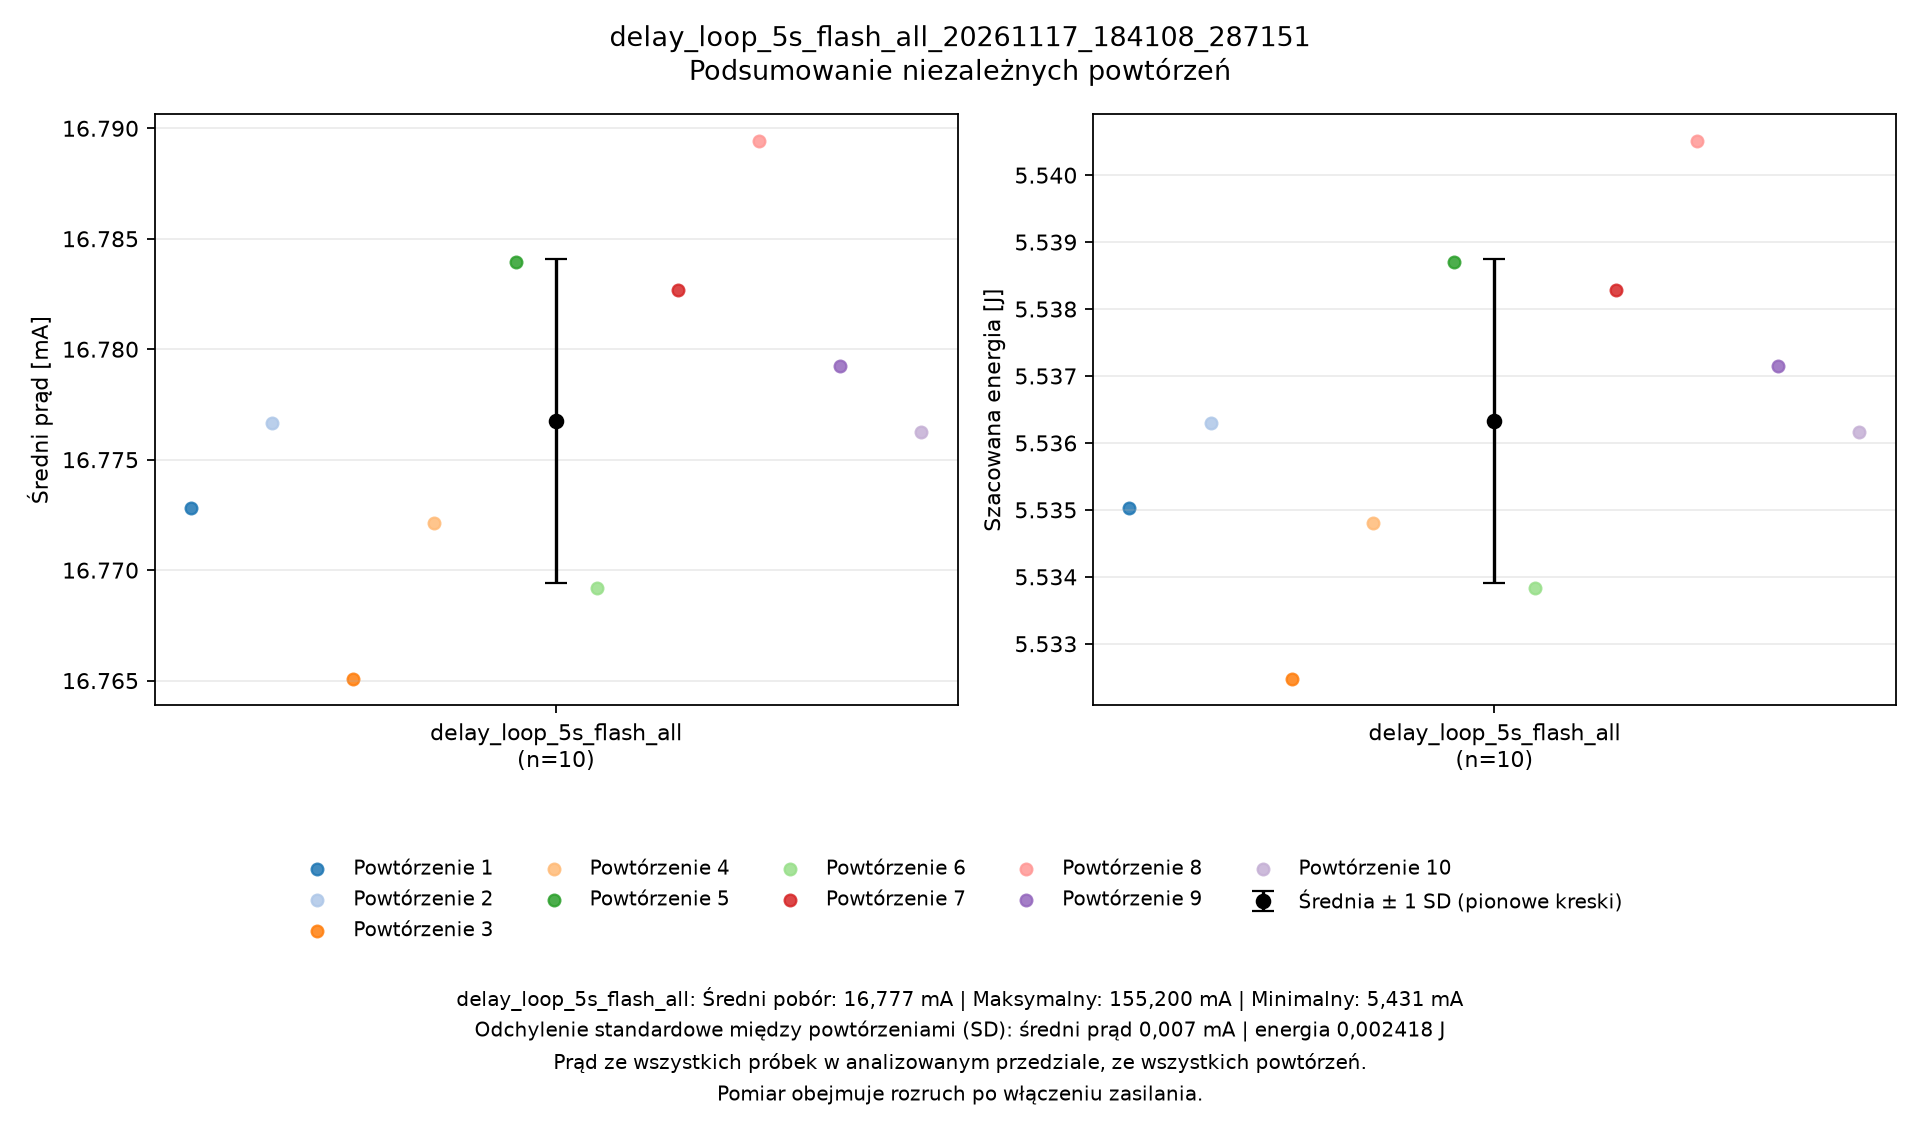 delay_loop_5s_flash_all_20261117_184108_287151
Podsumowanie niezależnych powtórzeń
Średni prąd [mA]
16.790
16.785
16.780
16.775
16.770
16.765
delay_loop_5s_flash_all
(n=10)
Szacowana energia [J]
5.540
5.539
5.538
5.537
5.536
5.535
5.534
5.533
delay_loop_5s_flash_all
(n=10)
Powtórzenie 1
Powtórzenie 2
Powtórzenie 3
Powtórzenie 4
Powtórzenie 5
Powtórzenie 6
Powtórzenie 7
Powtórzenie 8
Powtórzenie 9
Powtórzenie 10
Średnia ± 1 SD (pionowe kreski)
delay_loop_5s_flash_all: Średni pobór: 16,777 mA | Maksymalny: 155,200 mA | Minimalny: 5,431 mA
Odchylenie standardowe między powtórzeniami (SD): średni prąd 0,007 mA | energia 0,002418 J
Prąd ze wszystkich próbek w analizowanym przedziale, ze wszystkich powtórzeń.
Pomiar obejmuje rozruch po włączeniu zasilania.